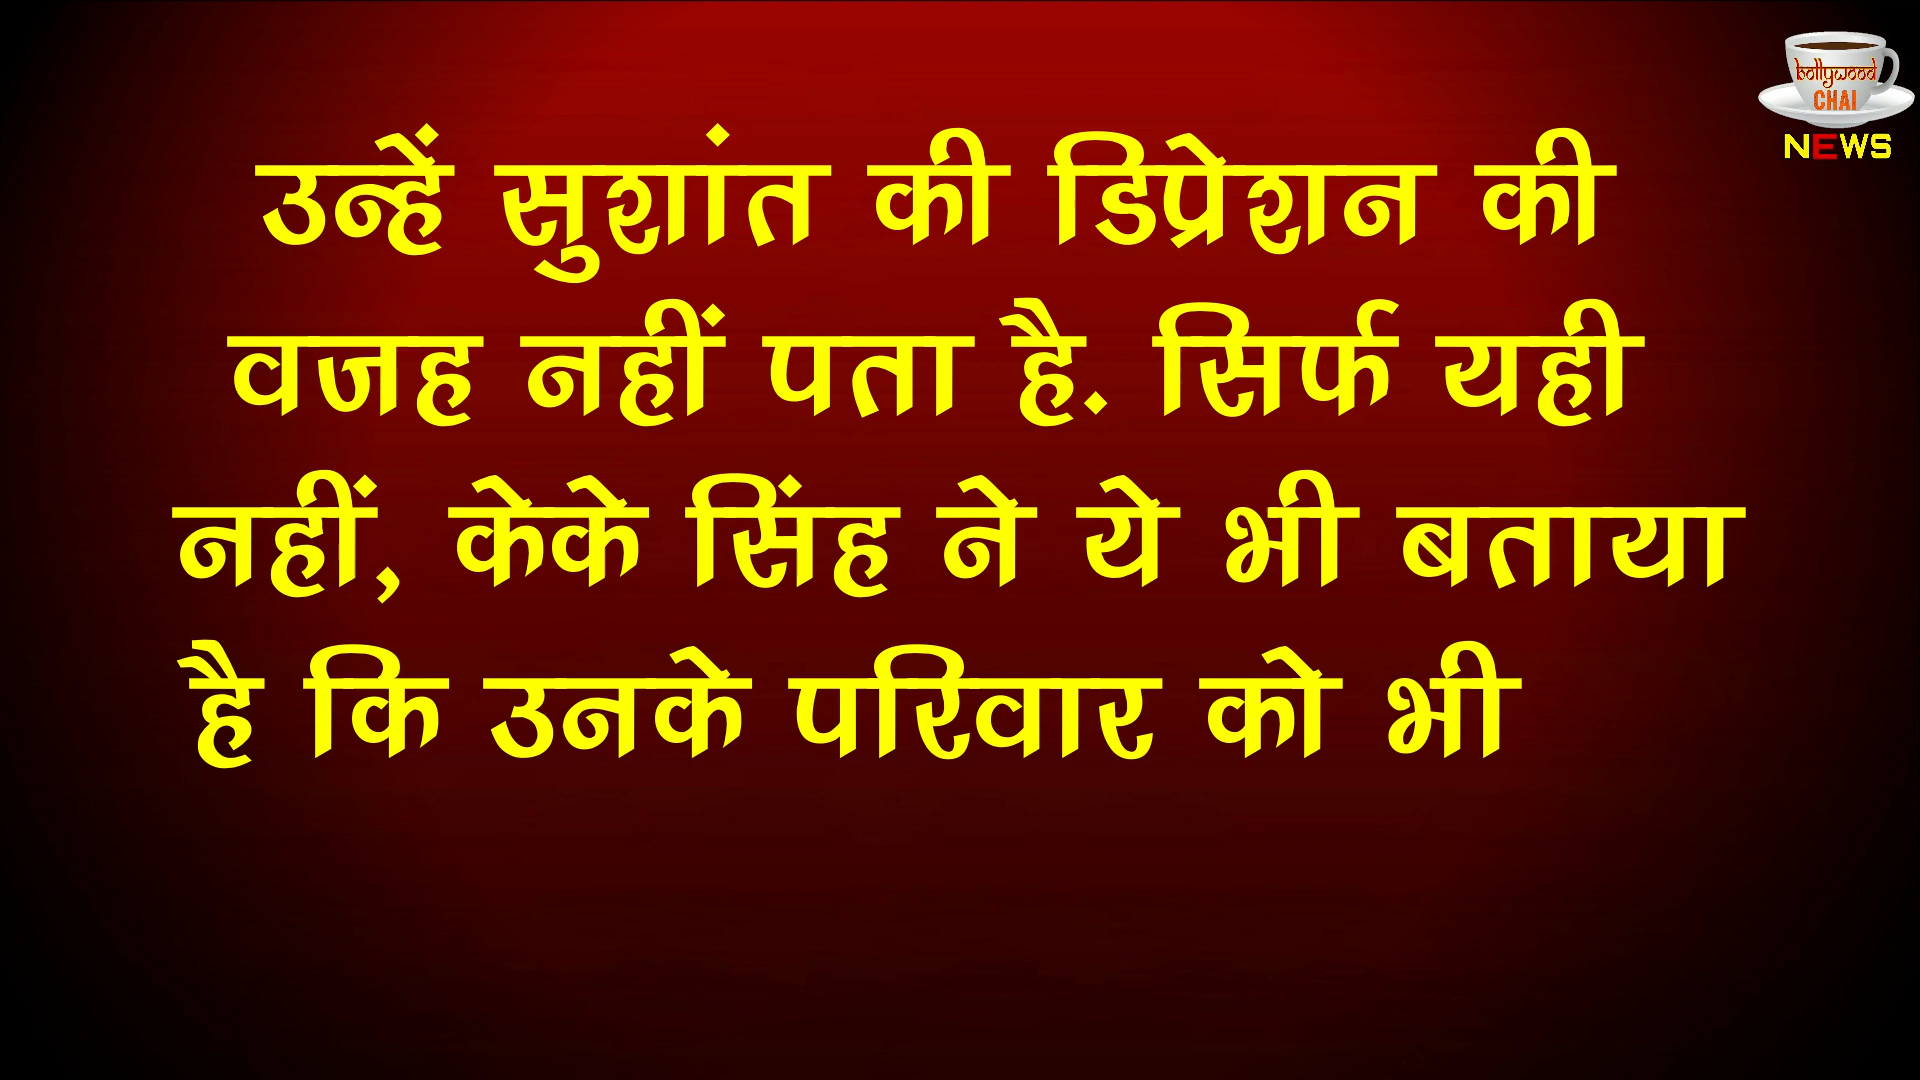 bollywood
CHAI
NEWS
उन्हें सुशांत की डिप्रेशन की
वजह नहीं पता है. सिर्फ यही
नहीं, केके सिंह ने ये भी बताया
है कि उनके परिवार को भी